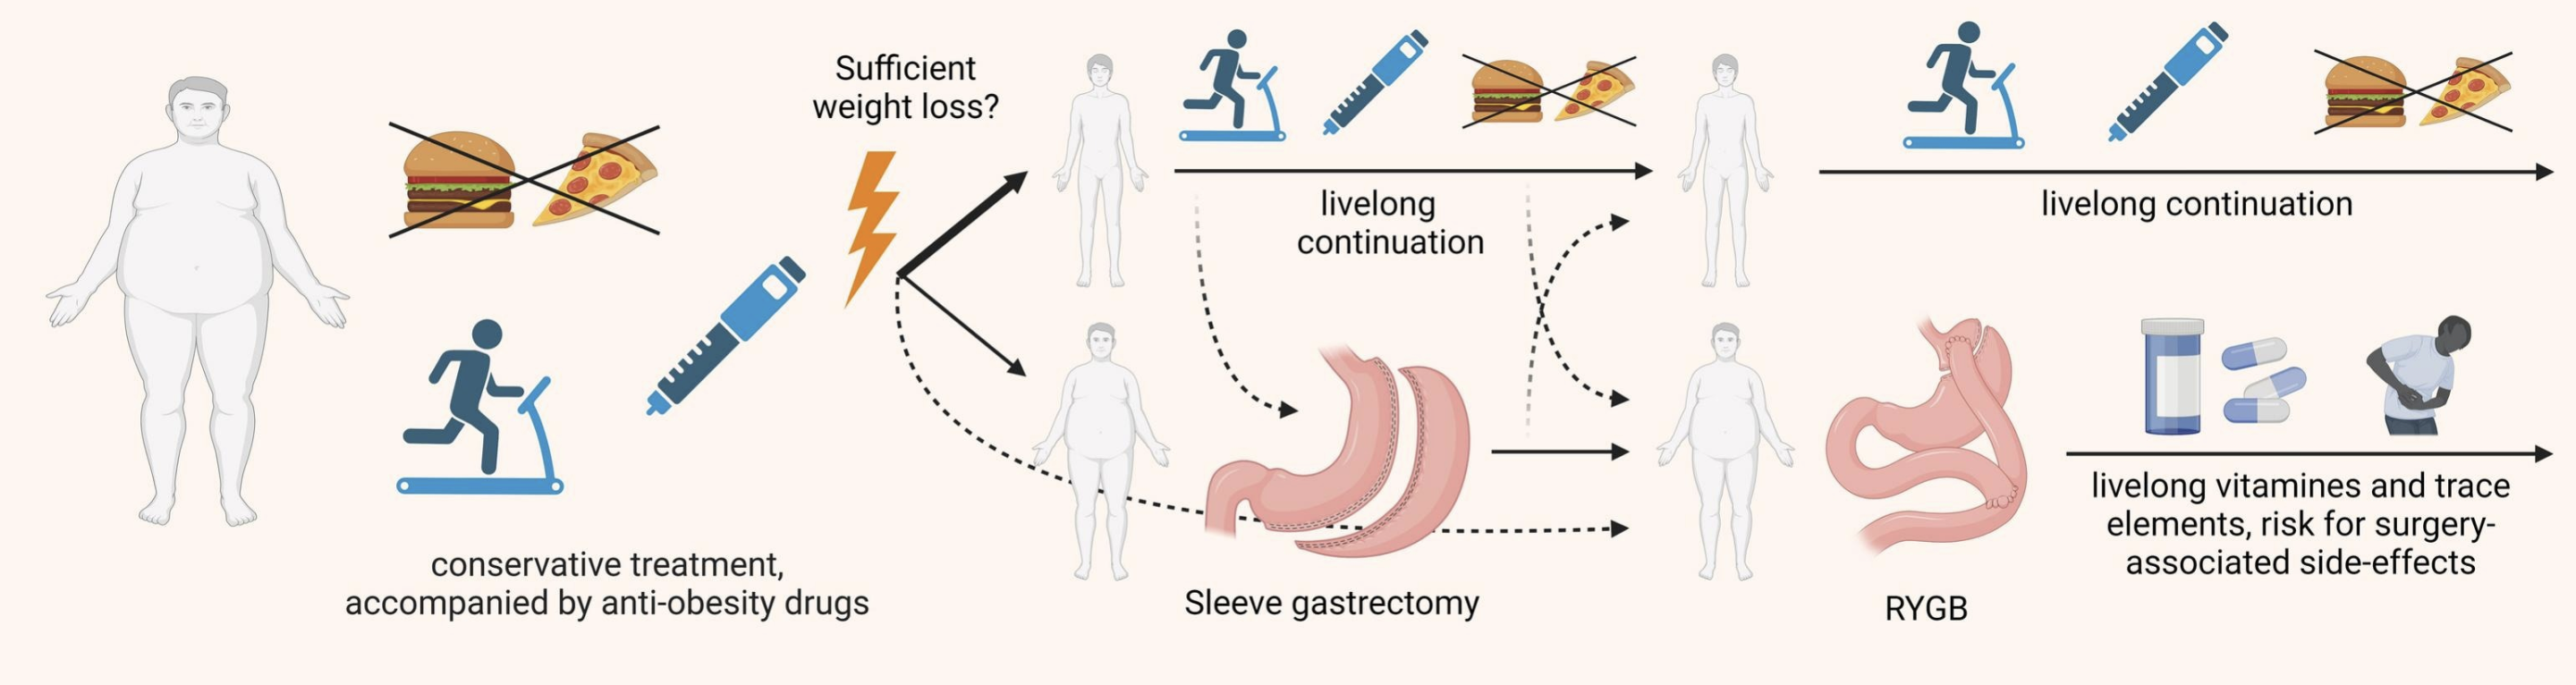 Sufficient
weight loss?
conservative treatment,
accompanied by anti-obesity drugs
livelong
continuation
Sleeve gastrectomy
livelong continuation
RYGB
livelong vitamines and trace
elements, risk for surgery-
associated side-effects